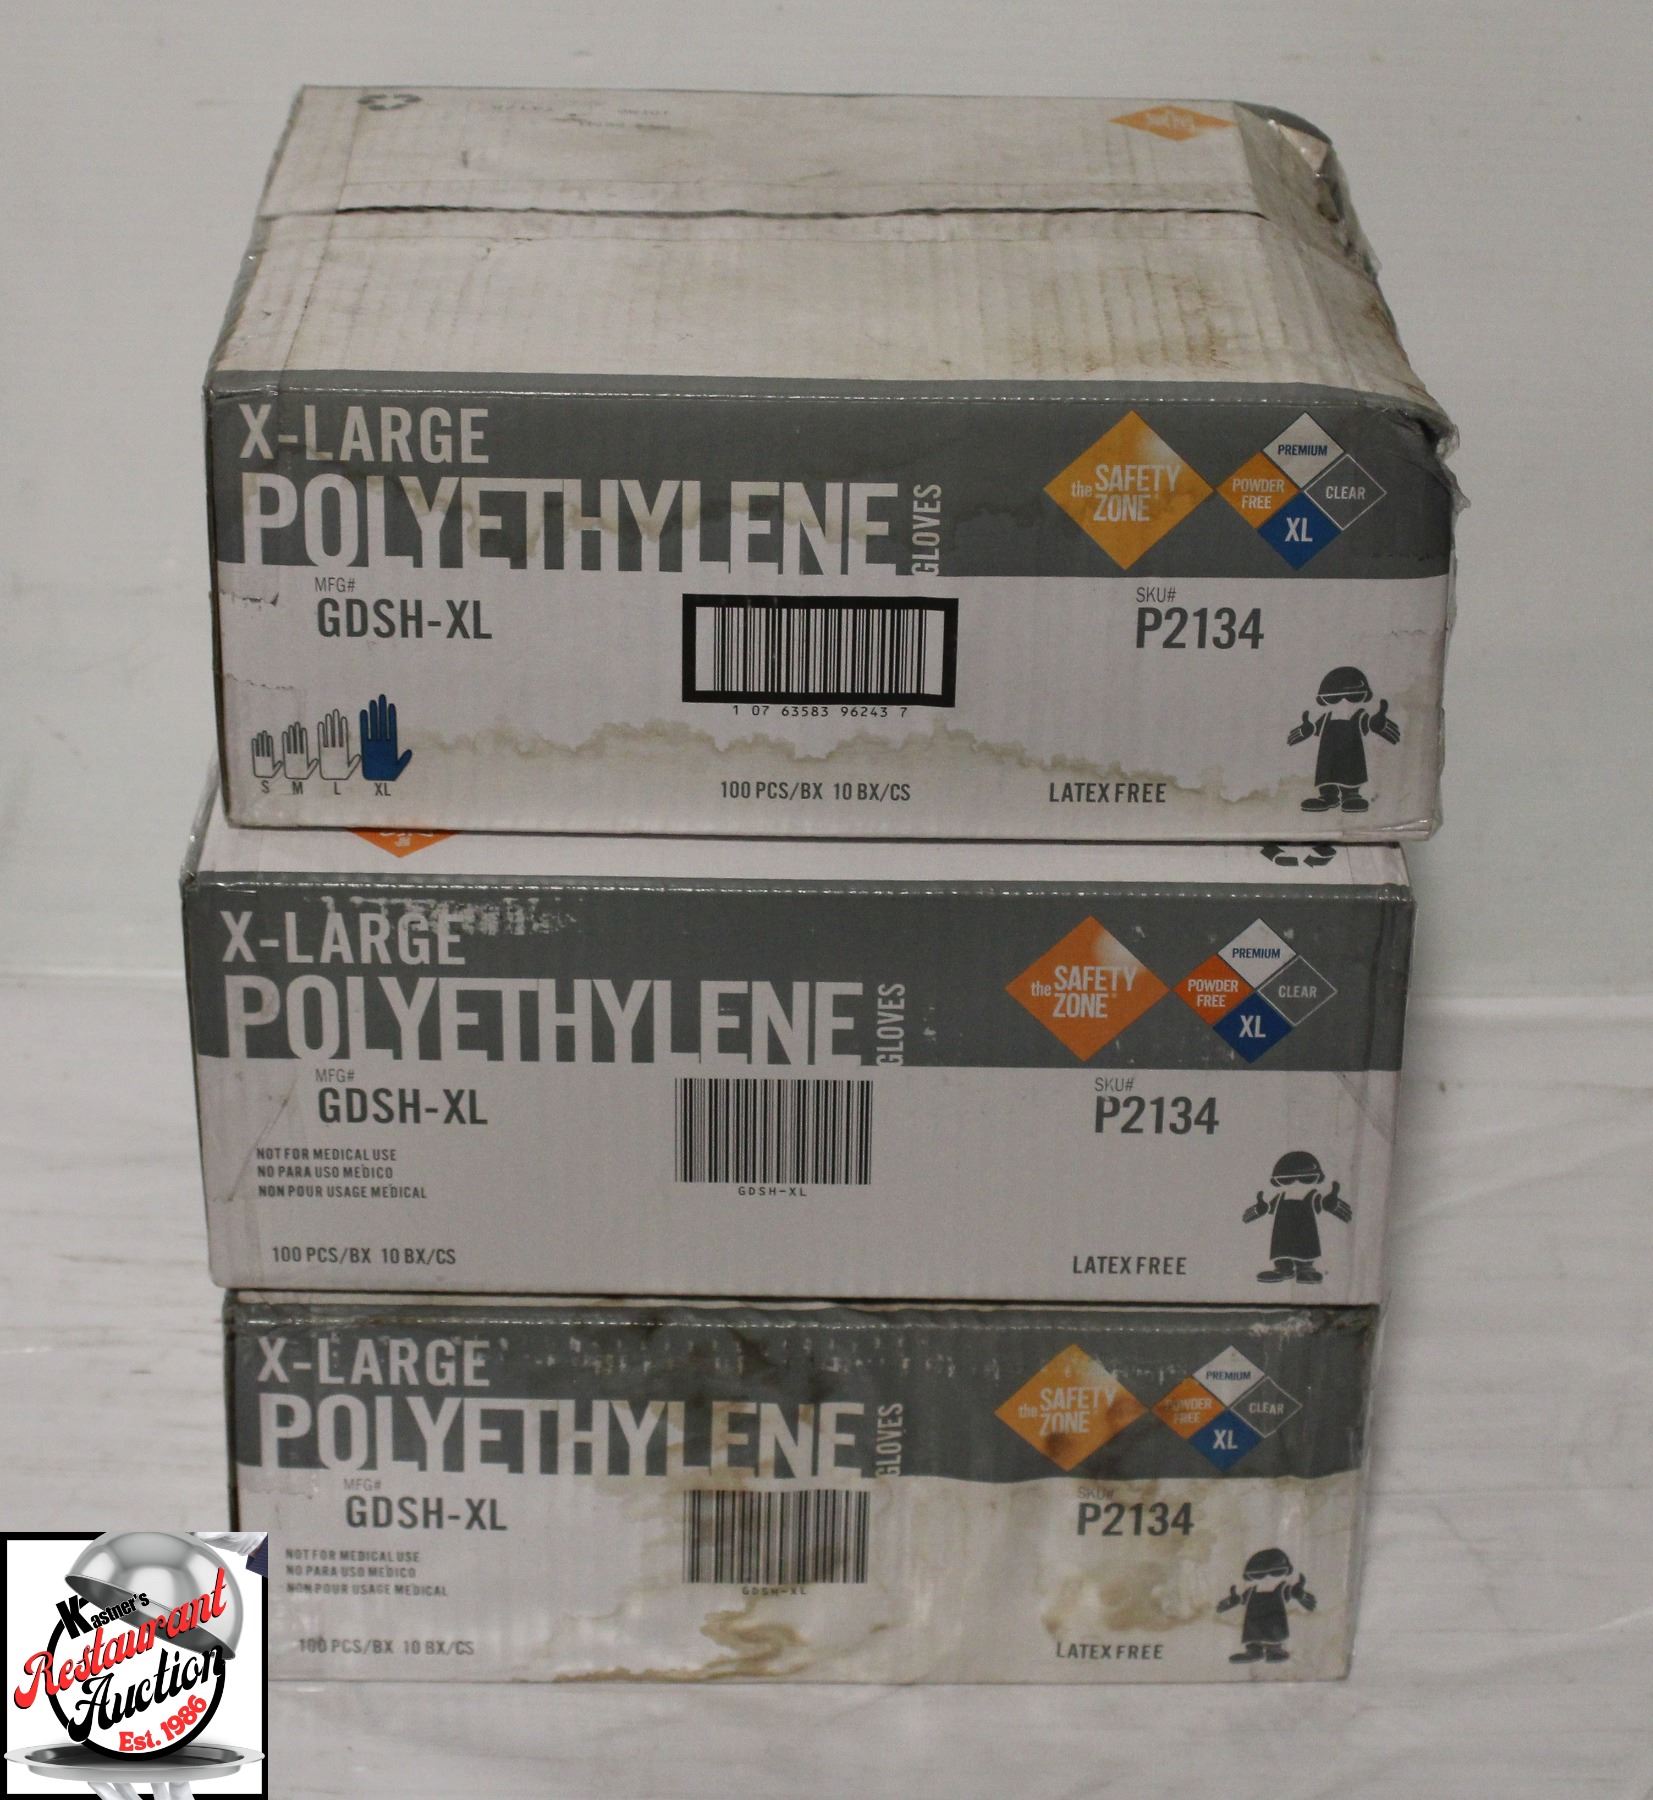 X-LARGE
POLYETHYLENE GLOVES
the SAFETY ZONE
PREMIUM
POWDER FREE
CLEAR
XL
MFG#
GDSH-XL
SKU#
P2134
1 07 63583 96243 7
S M L XL
100 PCS/BX 10 BX/CS
LATEX FREE
X-LARGE
POLYETHYLENE GLOVES
the SAFETY ZONE
PREMIUM
POWDER FREE
CLEAR
XL
MFG#
GDSH-XL
SKU#
P2134
GDSH-XL
NOT FOR MEDICAL USE
NO PARA USO MEDICO
NON POUR USAGE MEDICAL
100 PCS/BX 10 BX/CS
LATEX FREE
X-LARGE
POLYETHYLENE GLOVES
the SAFETY ZONE
PREMIUM
POWDER FREE
CLEAR
XL
MFG#
GDSH-XL
SKU#
P2134
GDSH-XL
NOT FOR MEDICAL USE
NO PARA USO MEDICO
NON POUR USAGE MEDICAL
100 PCS/BX 10 BX/CS
LATEX FREE
Kastner's
Restaurant
Auction
Est. 1986